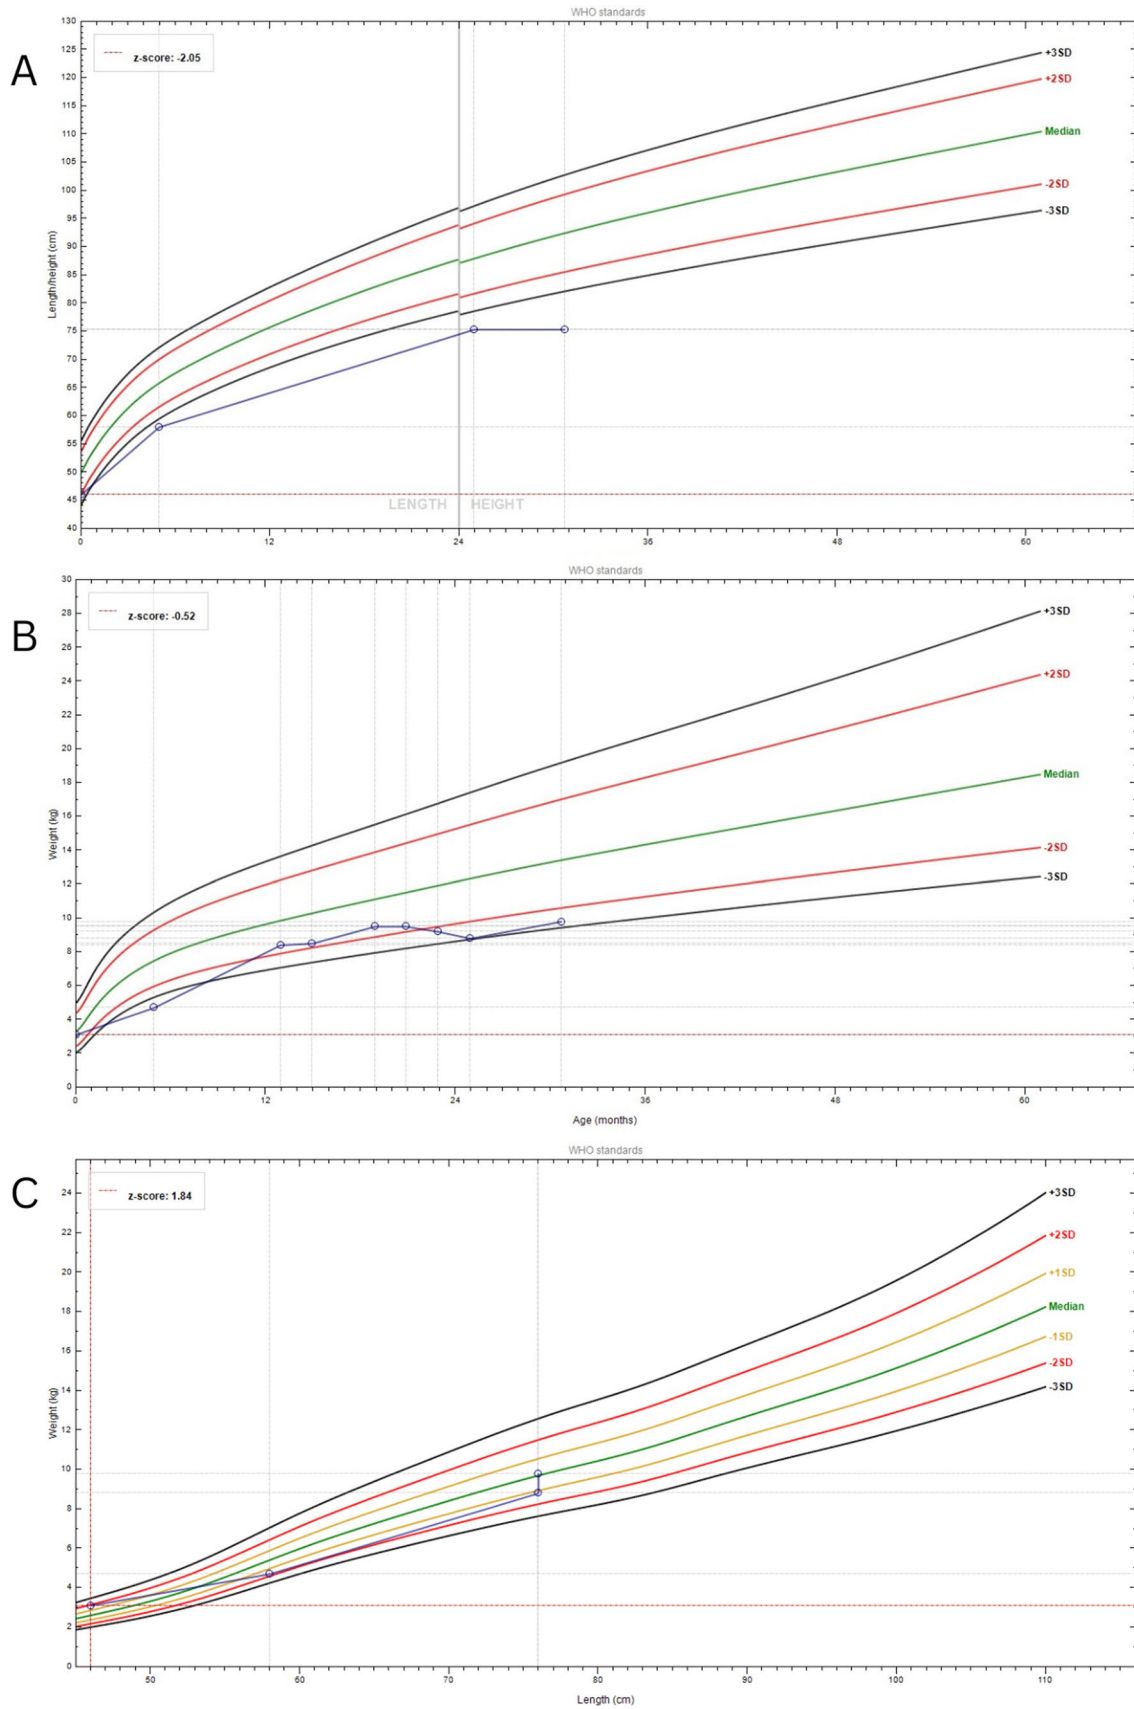 A
WHO standards
z-score: -2.05
130
125
120
115
110
105
100
95
90
85
80
75
70
65
60
55
50
45
40
Length/height (cm)
+3SD
+2SD
Median
-2SD
-3SD
LENGTH HEIGHT
0 12 24 36 48 60
B
WHO standards
z-score: -0.52
30
28
26
24
22
20
18
16
14
12
10
8
6
4
2
0
Weight (kg)
+3SD
+2SD
Median
-2SD
-3SD
0 12 24 36 48 60
Age (months)
C
WHO standards
z-score: 1.84
24
22
20
18
16
14
12
10
8
6
4
2
0
Weight (kg)
+3SD
+2SD
+1SD
Median
-1SD
-2SD
-3SD
50 60 70 80 90 100 110
Length (cm)